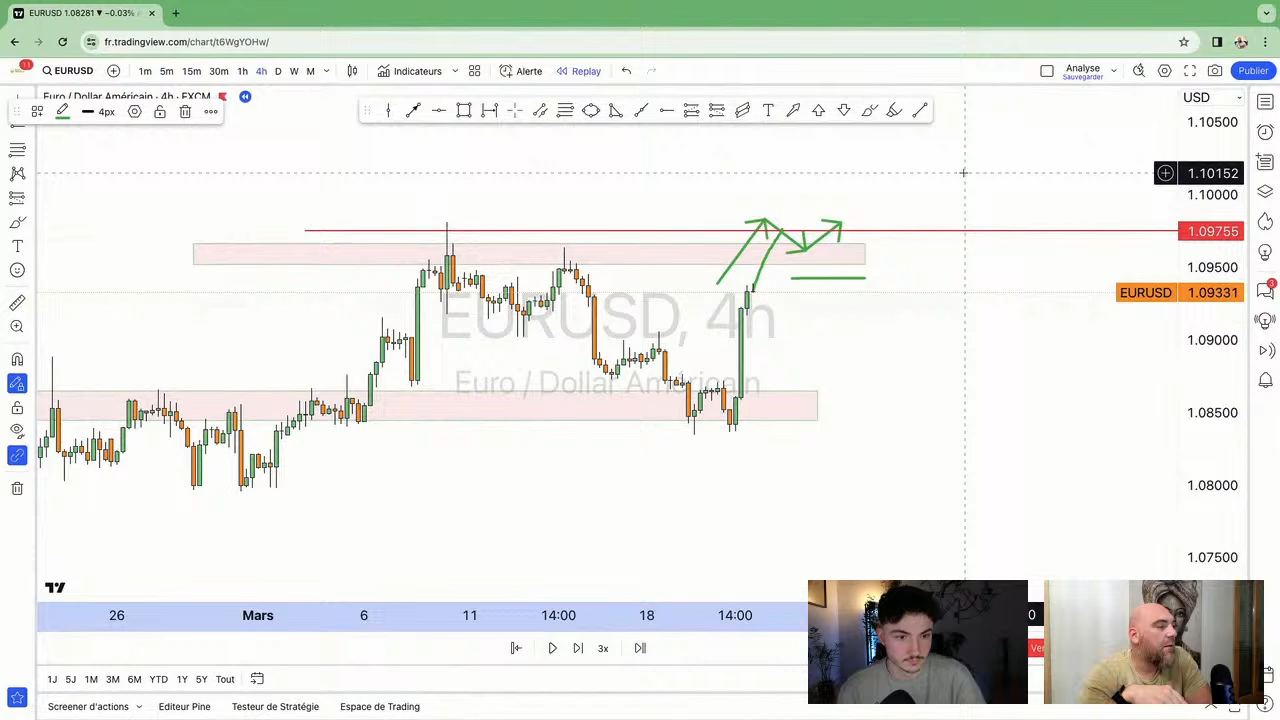 EURUSD 1.08281 ▼ −0.03%
fr.tradingview.com/chart/t6WgYOHw/
11
EURUSD
1m 5m 15m 30m 1h 4h D W M
Indicateurs
Alerte
Replay
Analyse
Sauvegarder
Publier
Euro / Dollar Américain · 4h · FXCM
4px
USD
1.10500
1.10152
1.10000
1.09755
1.09500
EURUSD 1.09331
1.09000
1.08500
1.08000
1.07500
EURUSD, 4h
Euro / Dollar Américain
3
26 Mars 6 11 14:00 18 14:00
3x
1J 5J 1M 3M 6M YTD 1Y 5Y Tout
Screener d'actions Editeur Pine Testeur de Stratégie Espace de Trading